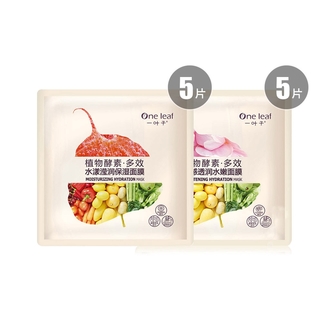 5片
5片
One leaf
一叶子
One leaf
一叶子
植物酵素·多效
水漾滢润保湿面膜
MOISTURIZING HYDRATION MASK
植物酵素·多效
透润水嫩面膜
HYDRATION MASK